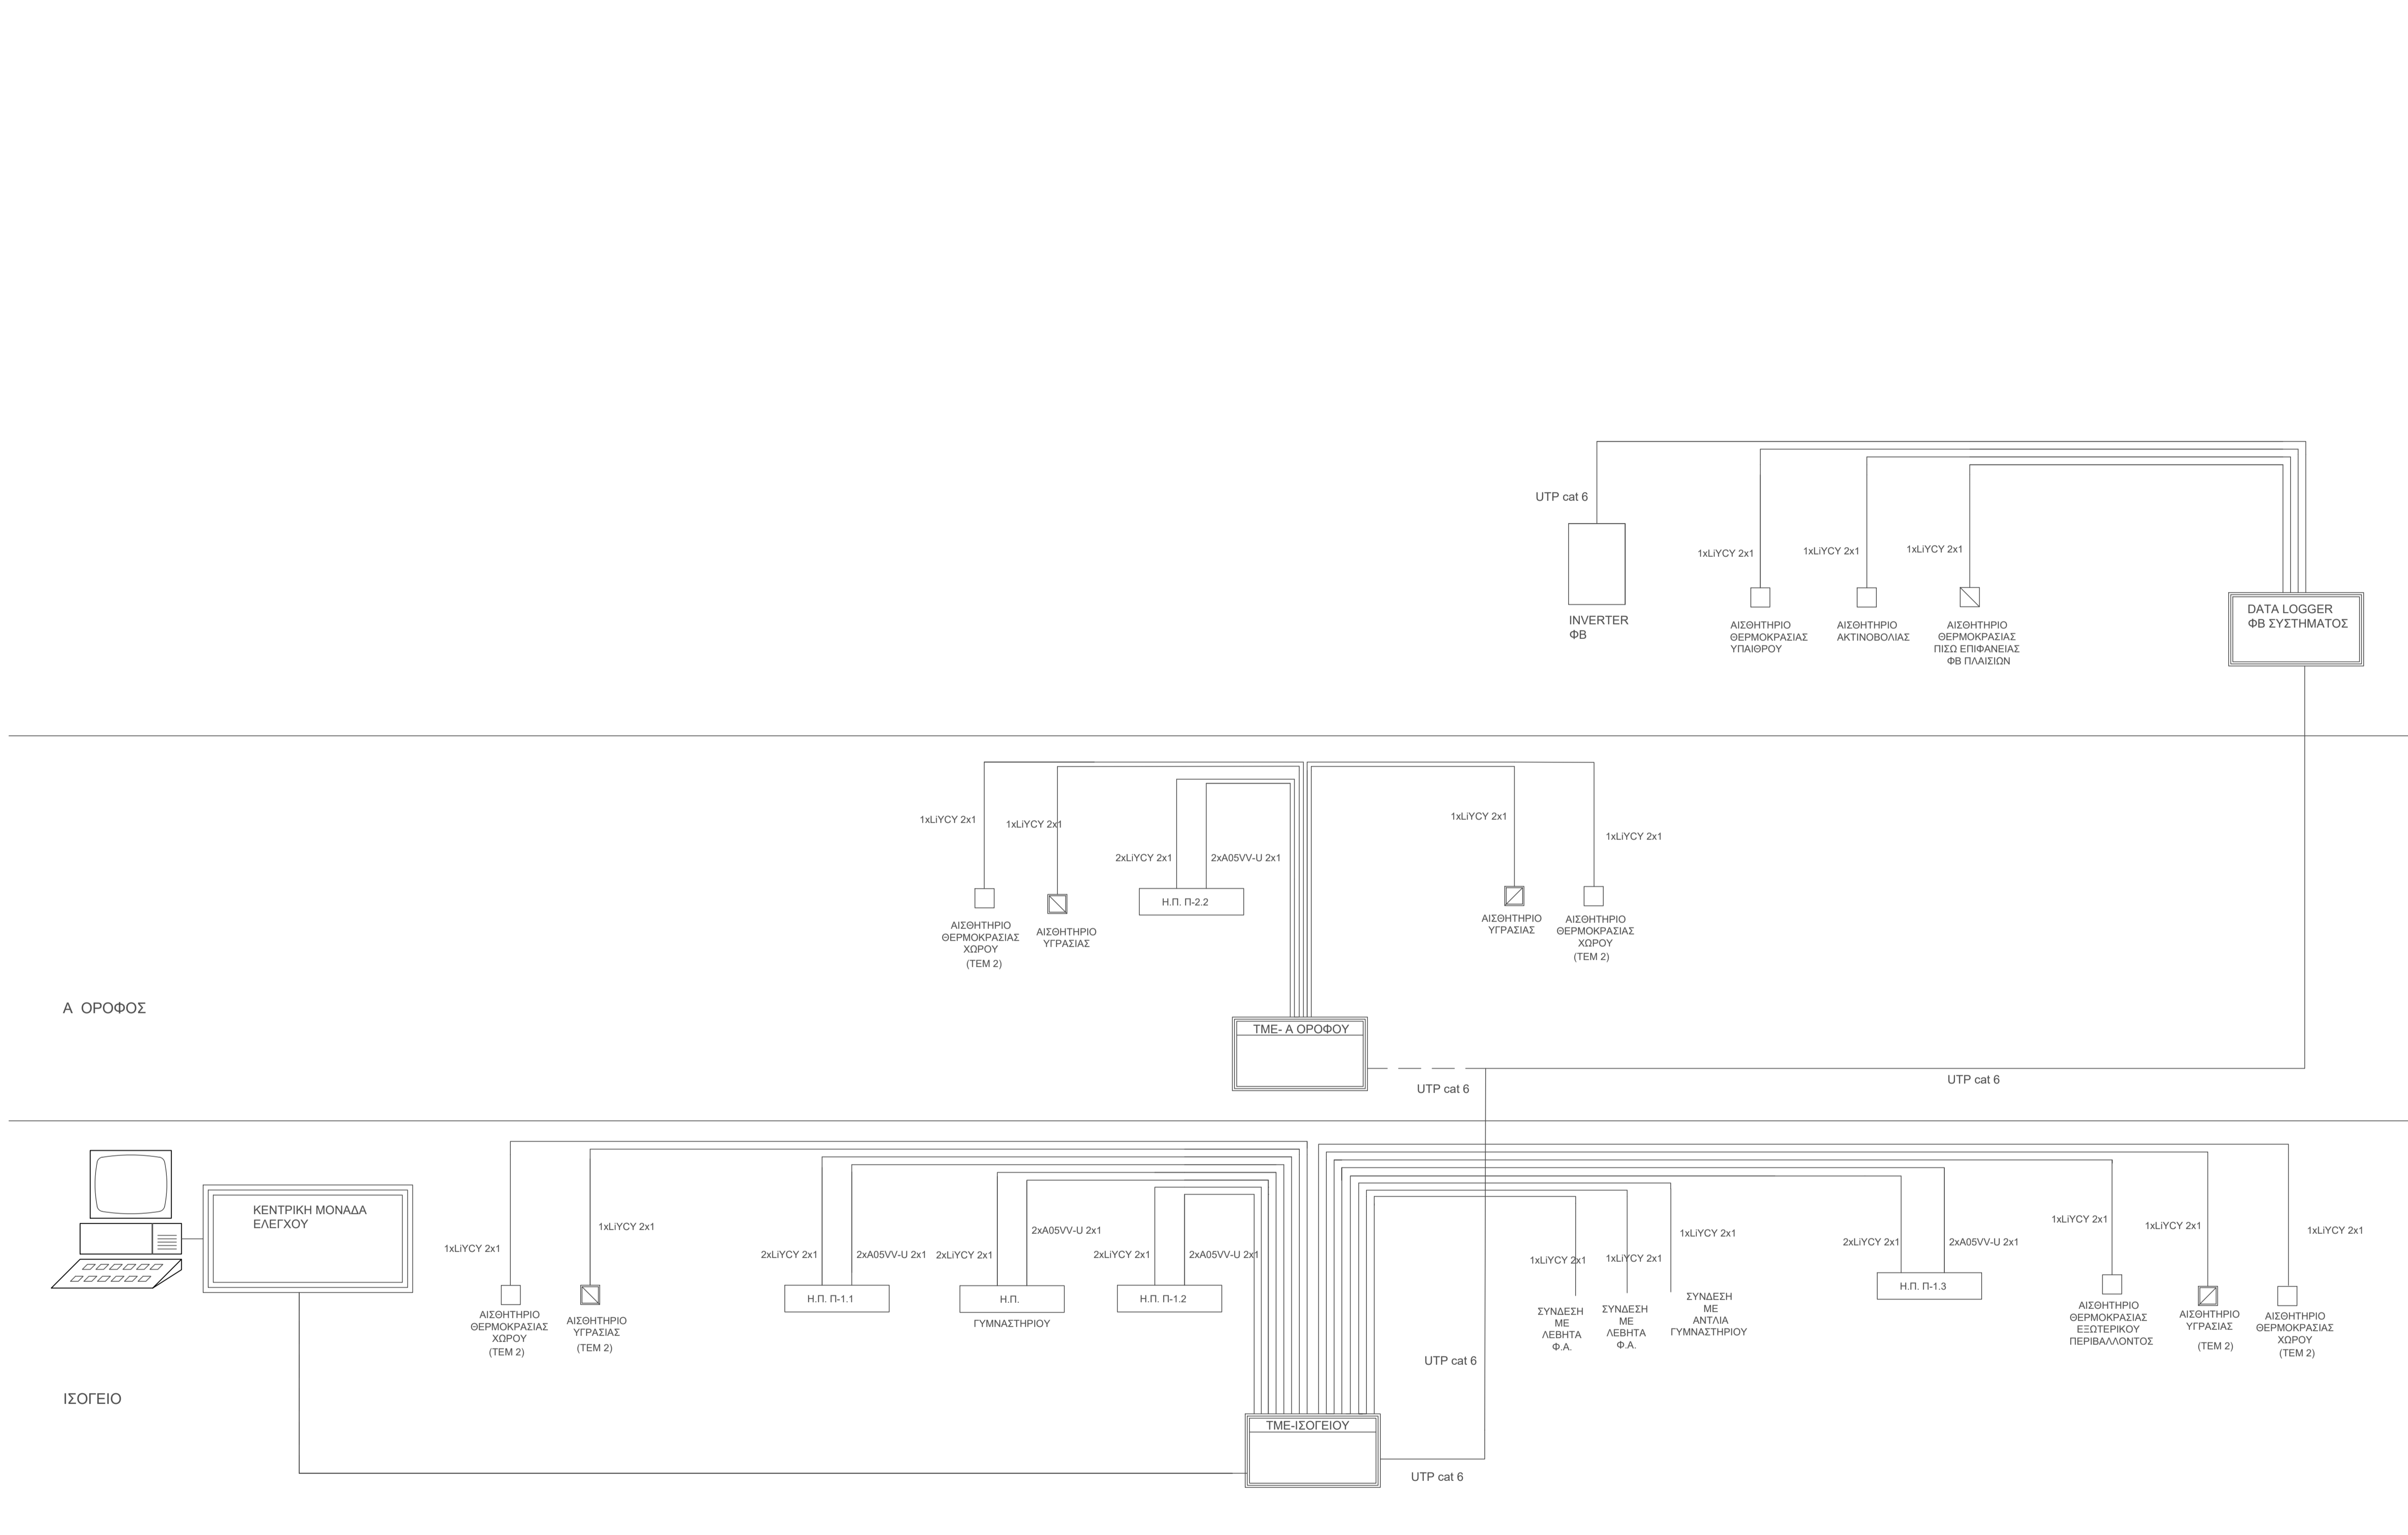 UTP cat 6
1xLiYCY 2x1
1xLiYCY 2x1
1xLiYCY 2x1
INVERTER
ΦΒ
ΑΙΣΘΗΤΗΡΙΟ
ΘΕΡΜΟΚΡΑΣΙΑΣ
ΥΠΑΙΘΡΟΥ
ΑΙΣΘΗΤΗΡΙΟ
ΑΚΤΙΝΟΒΟΛΙΑΣ
ΑΙΣΘΗΤΗΡΙΟ
ΘΕΡΜΟΚΡΑΣΙΑΣ
ΠΙΣΩ ΕΠΙΦΑΝΕΙΑΣ
ΦΒ ΠΛΑΙΣΙΩΝ
DATA LOGGER
ΦΒ ΣΥΣΤΗΜΑΤΟΣ
1xLiYCY 2x1
1xLiYCY 2x1
2xLiYCY 2x1
2xA05VV-U 2x1
1xLiYCY 2x1
1xLiYCY 2x1
Η.Π. Π-2.2
ΑΙΣΘΗΤΗΡΙΟ
ΘΕΡΜΟΚΡΑΣΙΑΣ
ΧΩΡΟΥ
(ΤΕΜ 2)
ΑΙΣΘΗΤΗΡΙΟ
ΥΓΡΑΣΙΑΣ
ΑΙΣΘΗΤΗΡΙΟ
ΥΓΡΑΣΙΑΣ
ΑΙΣΘΗΤΗΡΙΟ
ΘΕΡΜΟΚΡΑΣΙΑΣ
ΧΩΡΟΥ
(ΤΕΜ 2)
Α ΟΡΟΦΟΣ
ΤΜΕ- Α ΟΡΟΦΟΥ
UTP cat 6
UTP cat 6
ΚΕΝΤΡΙΚΗ ΜΟΝΑΔΑ
ΕΛΕΓΧΟΥ
1xLiYCY 2x1
1xLiYCY 2x1
2xLiYCY 2x1
2xA05VV-U 2x1
2xLiYCY 2x1
2xA05VV-U 2x1
2xLiYCY 2x1
2xA05VV-U 2x1
1xLiYCY 2x1
1xLiYCY 2x1
1xLiYCY 2x1
2xLiYCY 2x1
2xA05VV-U 2x1
1xLiYCY 2x1
1xLiYCY 2x1
1xLiYCY 2x1
ΑΙΣΘΗΤΗΡΙΟ
ΘΕΡΜΟΚΡΑΣΙΑΣ
ΧΩΡΟΥ
(ΤΕΜ 2)
ΑΙΣΘΗΤΗΡΙΟ
ΥΓΡΑΣΙΑΣ
(ΤΕΜ 2)
Η.Π. Π-1.1
Η.Π.
ΓΥΜΝΑΣΤΗΡΙΟΥ
Η.Π. Π-1.2
ΣΥΝΔΕΣΗ
ΜΕ
ΛΕΒΗΤΑ
Φ.Α.
ΣΥΝΔΕΣΗ
ΜΕ
ΛΕΒΗΤΑ
Φ.Α.
ΣΥΝΔΕΣΗ
ΜΕ
ΑΝΤΛΙΑ
ΓΥΜΝΑΣΤΗΡΙΟΥ
Η.Π. Π-1.3
ΑΙΣΘΗΤΗΡΙΟ
ΘΕΡΜΟΚΡΑΣΙΑΣ
ΕΞΩΤΕΡΙΚΟΥ
ΠΕΡΙΒΑΛΛΟΝΤΟΣ
ΑΙΣΘΗΤΗΡΙΟ
ΥΓΡΑΣΙΑΣ
(ΤΕΜ 2)
ΑΙΣΘΗΤΗΡΙΟ
ΘΕΡΜΟΚΡΑΣΙΑΣ
ΧΩΡΟΥ
(ΤΕΜ 2)
UTP cat 6
ΙΣΟΓΕΙΟ
ΤΜΕ-ΙΣΟΓΕΙΟΥ
UTP cat 6